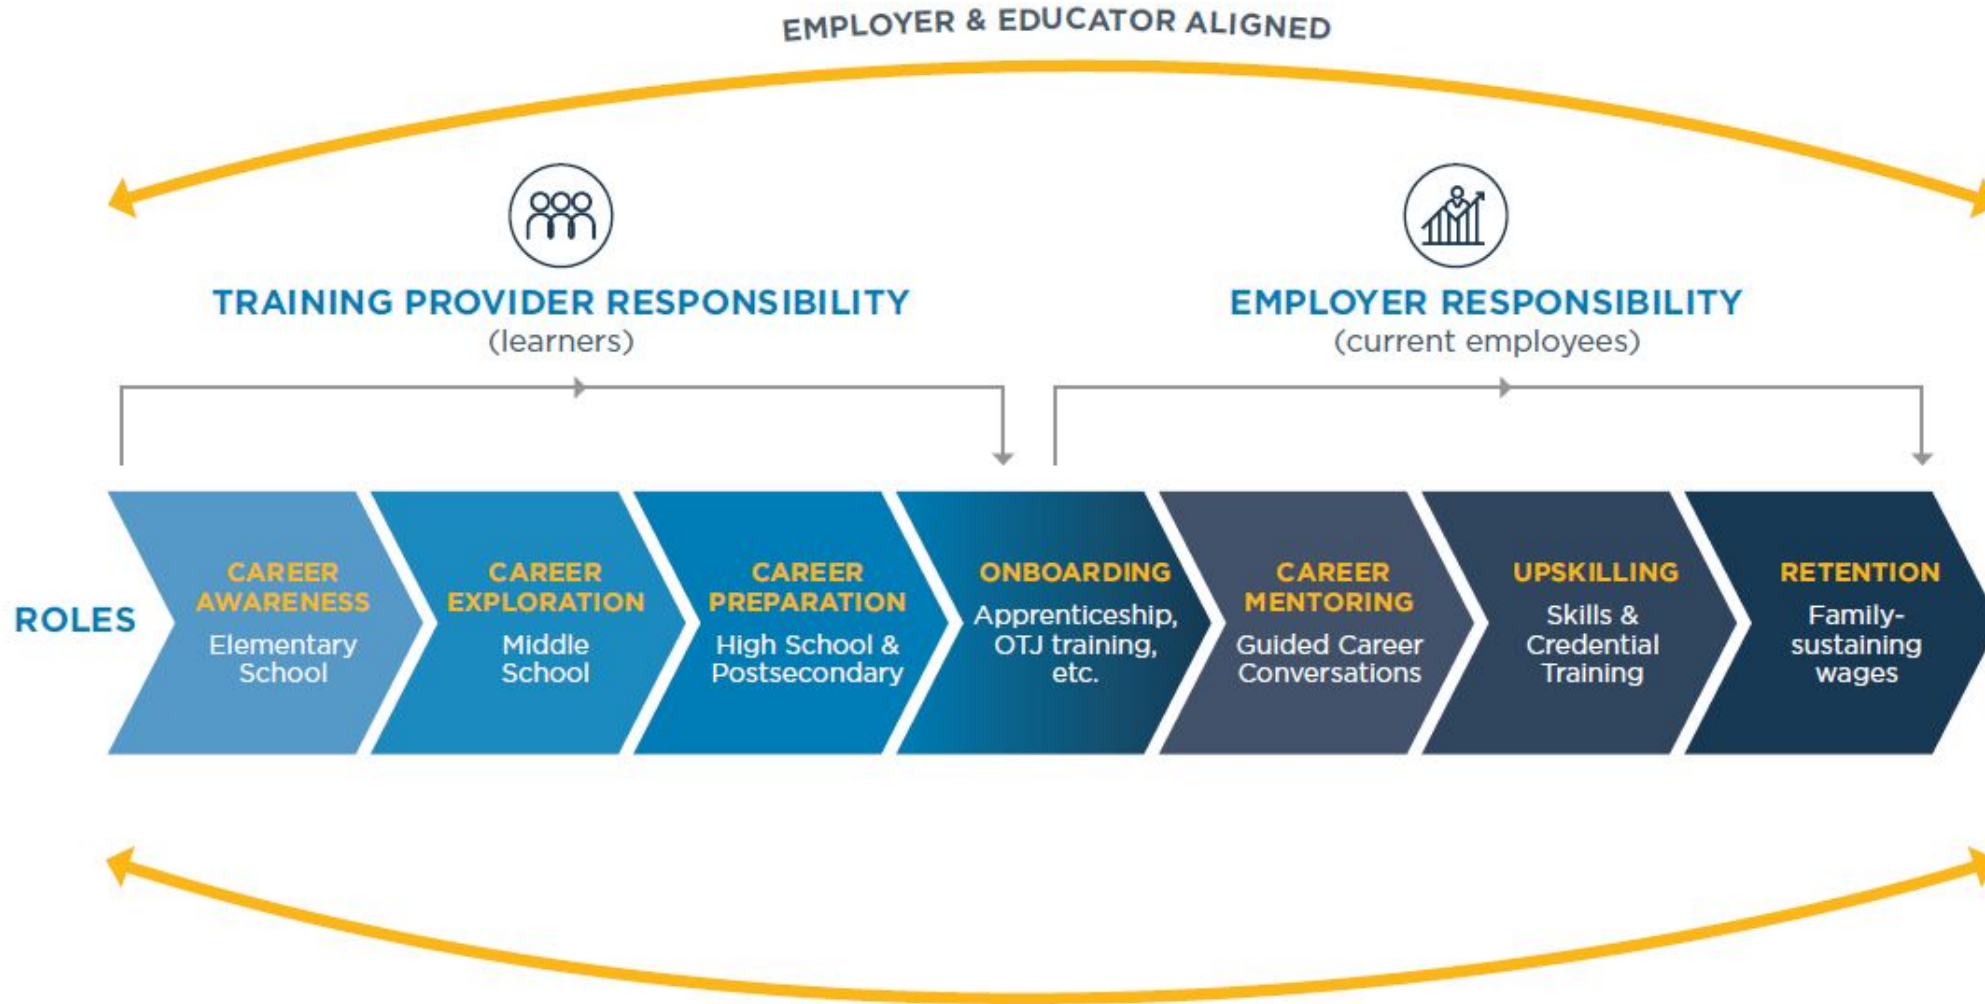 EMPLOYER & EDUCATOR ALIGNED
TRAINING PROVIDER RESPONSIBILITY
(learners)
EMPLOYER RESPONSIBILITY
(current employees)
ROLES
CAREER
AWARENESS
Elementary
School
CAREER
EXPLORATION
Middle
School
CAREER
PREPARATION
High School &
Postsecondary
ONBOARDING
Apprenticeship,
OTJ training,
etc.
CAREER
MENTORING
Guided Career
Conversations
UPSKILLING
Skills &
Credential
Training
RETENTION
Family-
sustaining
wages